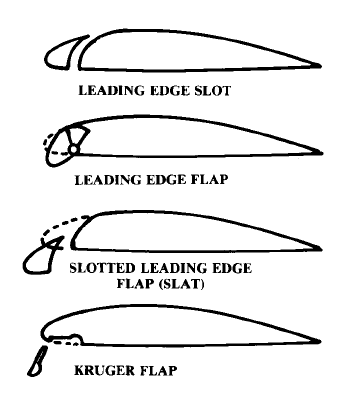 LEADING EDGE SLOT
LEADING EDGE FLAP
SLOTTED LEADING EDGE
FLAP (SLAT)
KRUGER FLAP